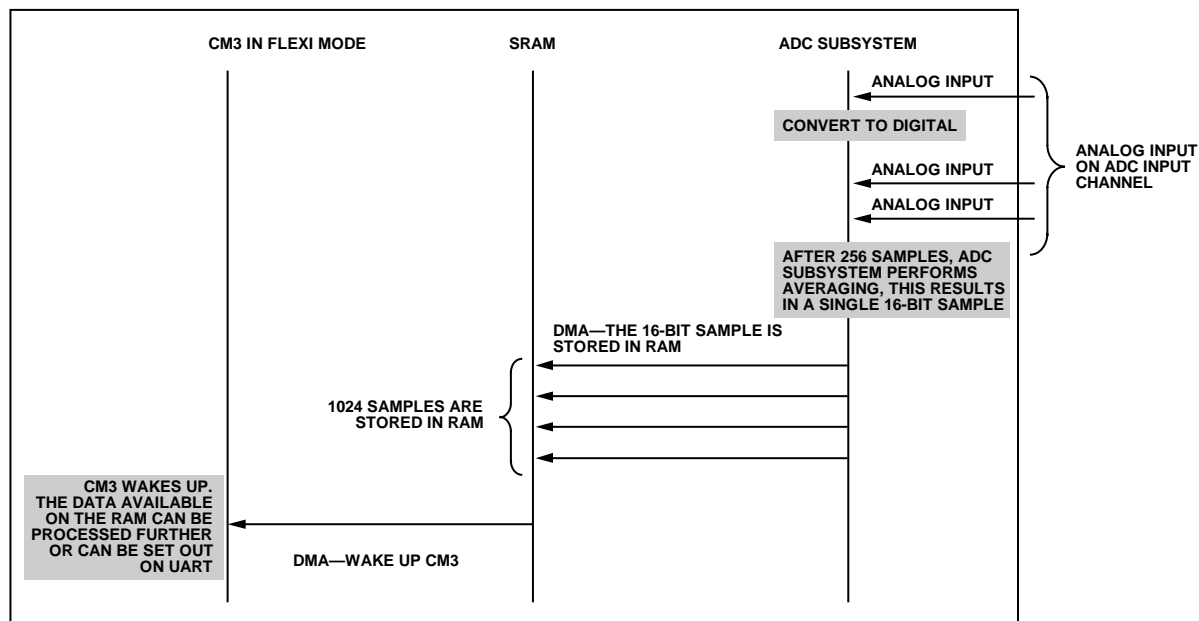 CM3 IN FLEXI MODE
SRAM
ADC SUBSYSTEM
ANALOG INPUT
CONVERT TO DIGITAL
ANALOG INPUT
ON ADC INPUT
CHANNEL
ANALOG INPUT
ANALOG INPUT
AFTER 256 SAMPLES, ADC
SUBSYSTEM PERFORMS
AVERAGING, THIS RESULTS
IN A SINGLE 16-BIT SAMPLE
DMA—THE 16-BIT SAMPLE IS
STORED IN RAM
1024 SAMPLES ARE
STORED IN RAM
CM3 WAKES UP.
THE DATA AVAILABLE
ON THE RAM CAN BE
PROCESSED FURTHER
OR CAN BE SET OUT
ON UART
DMA—WAKE UP CM3